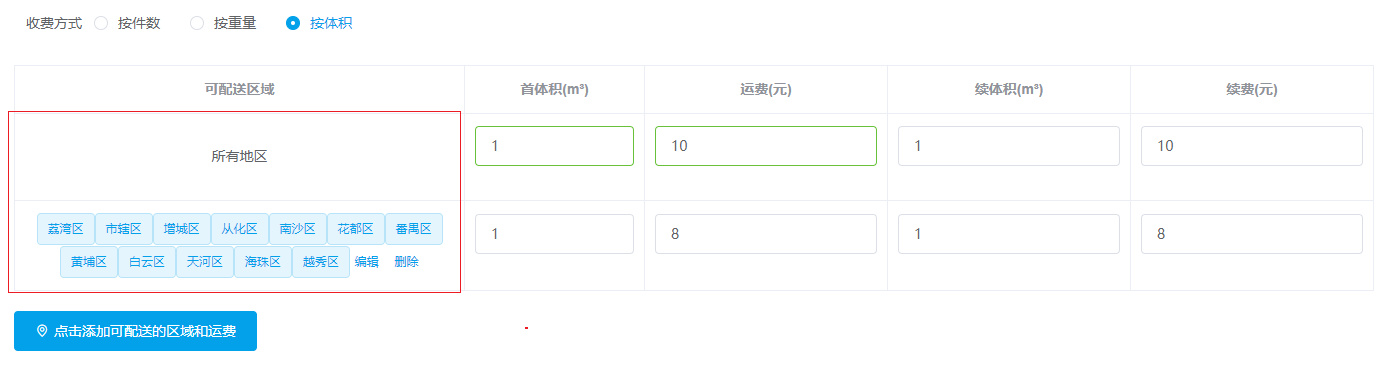 收费方式 按件数 按重量 按体积
可配送区域 首体积(m³) 运费(元) 续体积(m³) 续费(元)
所有地区 1 10 1 10
荔湾区 市辖区 增城区 从化区 南沙区 花都区 番禺区 1 8 1 8
黄埔区 白云区 天河区 海珠区 越秀区 编辑 删除
点击添加可配送的区域和运费